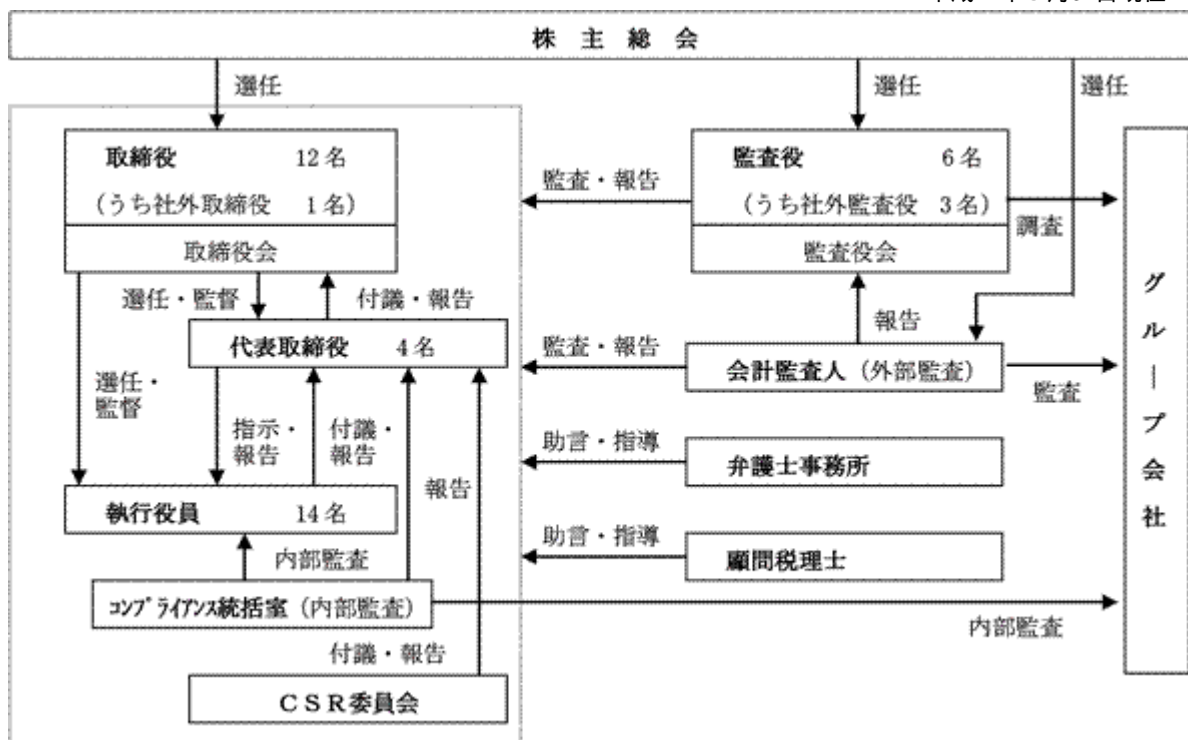 株 主 総 会
選任
選任
選任
取締役 12名
(うち社外取締役 1名)
取締役会
監査・報告
監査役 6名
(うち社外監査役 3名)
監査役会
調査
グループ会社
選任・監督
付議・報告
報告
代表取締役 4名
監査・報告
会計監査人(外部監査)
監査
選任・
監督
指示・
報告
付議・
報告
報告
助言・指導
弁護士事務所
執行役員 14名
助言・指導
顧問税理士
内部監査
コンプライアンス統括室(内部監査)
内部監査
付議・報告
CSR委員会